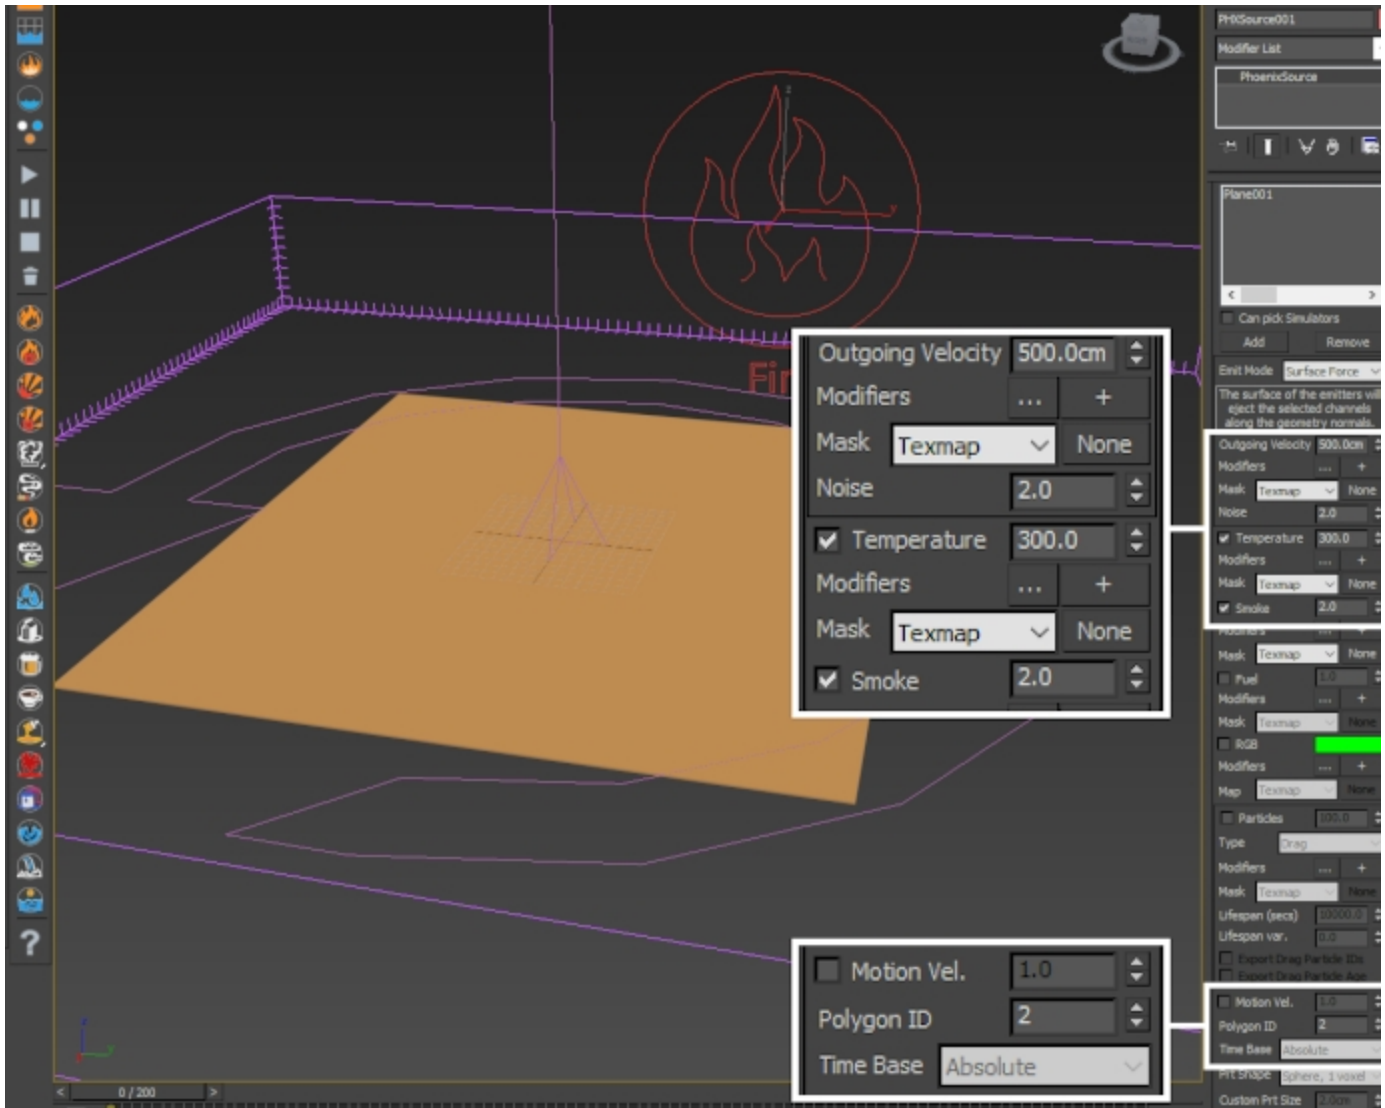 PHXSource001
Modifier List
PhoenixSource
Plane001
Can pick Simulators
Add Remove
Emit Mode Surface Force
The surface of the emitters will
eject the selected channels
along the geometry normals.
Outgoing Velocity 500.0cm
Modifiers ... +
Mask Texmap None
Noise 2.0
Temperature 300.0
Modifiers ... +
Mask Texmap None
Smoke 2.0
Modifiers ... +
Mask Texmap None
Fuel 1.0
Modifiers ... +
Mask Texmap None
RGB
Modifiers ... +
Map Texmap None
Particles 100.0
Type Drag
Modifiers ... +
Mask Texmap None
Lifespan (secs) 10000.0
Lifespan var. 0.0
Export Drag Particle IDs
Export Drag Particle Age
Motion Vel. 1.0
Polygon ID 2
Time Base Absolute
Prt Shape Sphere, 1 voxel
Custom Prt Size 2.0cm
Outgoing Velocity 500.0cm
Modifiers ... +
Mask Texmap None
Noise 2.0
Temperature 300.0
Modifiers ... +
Mask Texmap None
Smoke 2.0
Motion Vel. 1.0
Polygon ID 2
Time Base Absolute
Fir
z
y
z
y
?
< 0 / 200 >